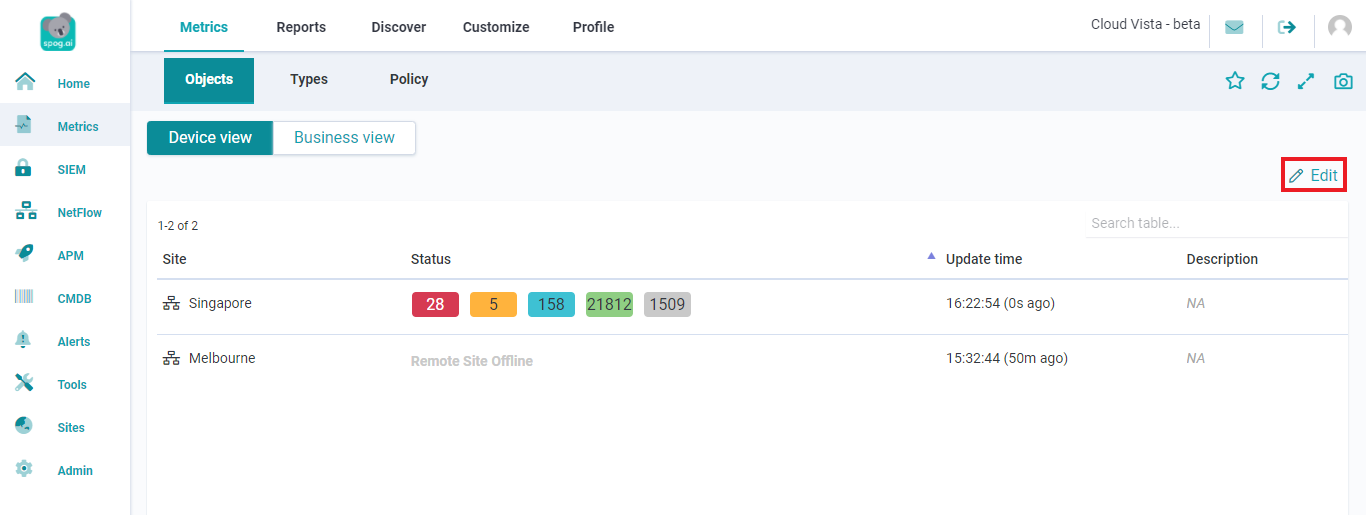 spog.ai
Metrics Reports Discover Customize Profile
Cloud Vista - beta
Objects Types Policy
Home
Metrics
SIEM
NetFlow
APM
CMDB
Alerts
Tools
Sites
Admin
Device view Business view
Edit
1-2 of 2
Search table...
Site Status Update time Description
Singapore 28 5 158 21812 1509 16:22:54 (0s ago) NA
Melbourne Remote Site Offline 15:32:44 (50m ago) NA